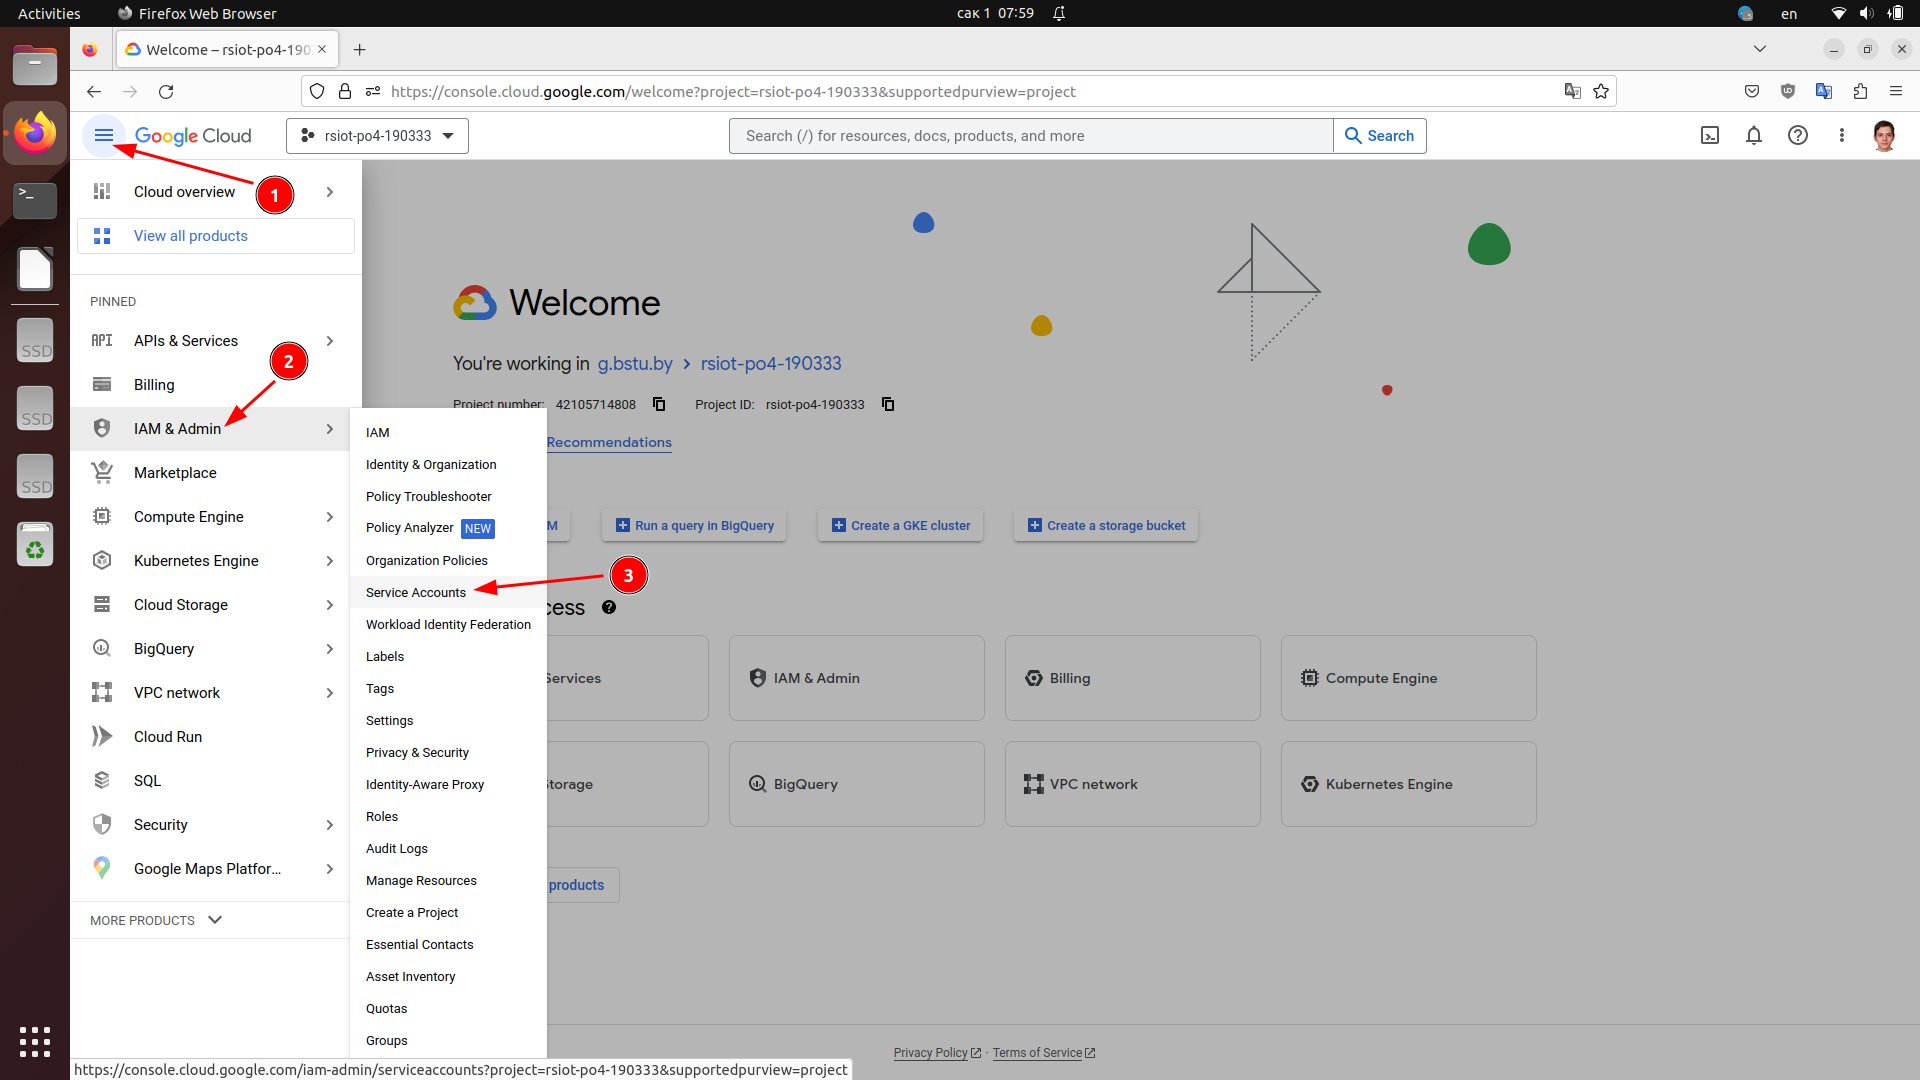 Activities
Firefox Web Browser
сак 1 07:59
en
Welcome – rsiot-po4-190
https://console.cloud.google.com/welcome?project=rsiot-po4-190333&supportedpurview=project
Google Cloud
rsiot-po4-190333
Search (/) for resources, docs, products, and more
Search
Cloud overview
1
View all products
PINNED
API
APIs & Services
2
Billing
IAM & Admin
Marketplace
Compute Engine
Kubernetes Engine
Cloud Storage
BigQuery
VPC network
Cloud Run
SQL
Security
Google Maps Platfor...
MORE PRODUCTS
IAM
Identity & Organization
Policy Troubleshooter
Policy Analyzer NEW
Organization Policies
Service Accounts
3
Workload Identity Federation
Labels
Tags
Settings
Privacy & Security
Identity-Aware Proxy
Roles
Audit Logs
Manage Resources
Create a Project
Essential Contacts
Asset Inventory
Quotas
Groups
Welcome
You're working in g.bstu.by > rsiot-po4-190333
Project number: 42105714808
Project ID: rsiot-po4-190333
Recommendations
M
Run a query in BigQuery
Create a GKE cluster
Create a storage bucket
cess
Services
IAM & Admin
Billing
Compute Engine
Storage
BigQuery
VPC network
Kubernetes Engine
products
Privacy Policy · Terms of Service
https://console.cloud.google.com/iam-admin/serviceaccounts?project=rsiot-po4-190333&supportedpurview=project
SSD
SSD
SSD